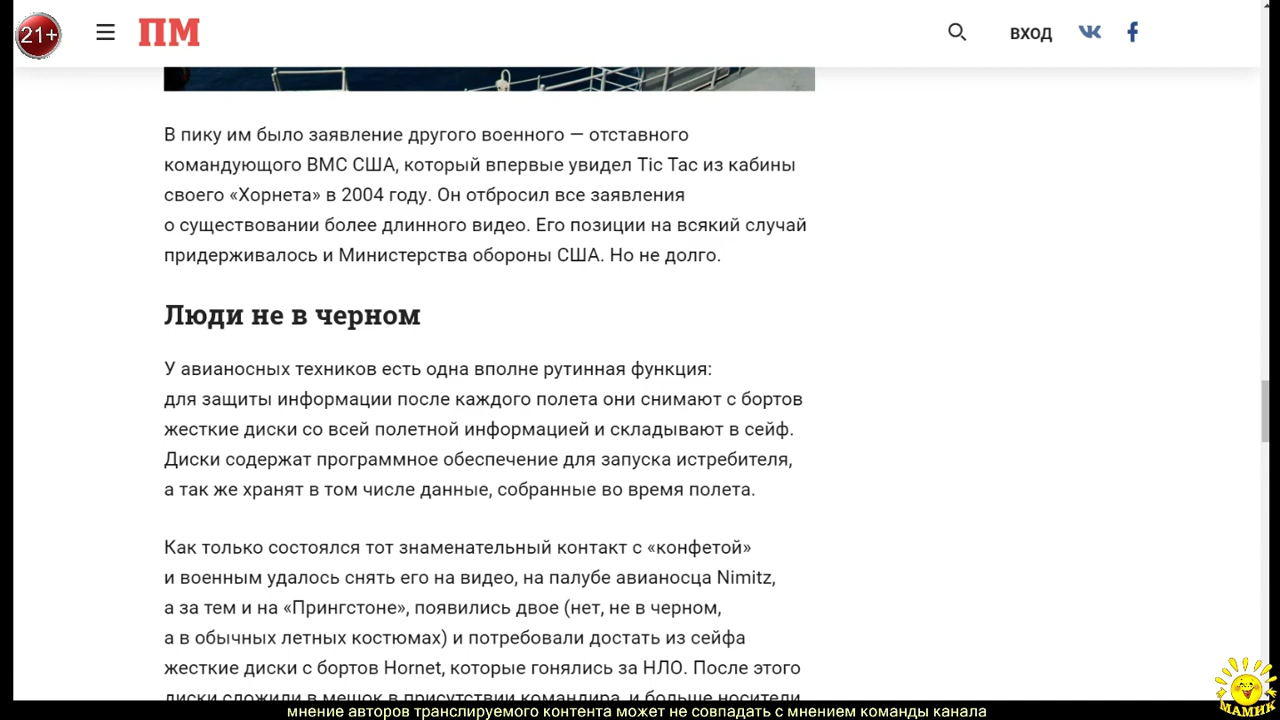 21+
ПМ
ВХОД
В пику им было заявление другого военного — отставного
командующого ВМС США, который впервые увидел Tic Tac из кабины
своего «Хорнета» в 2004 году. Он отбросил все заявления
о существовании более длинного видео. Его позиции на всякий случай
придерживалось и Министерства обороны США. Но не долго.
Люди не в черном
У авианосных техников есть одна вполне рутинная функция:
для защиты информации после каждого полета они снимают с бортов
жесткие диски со всей полетной информацией и складывают в сейф.
Диски содержат программное обеспечение для запуска истребителя,
а так же хранят в том числе данные, собранные во время полета.
Как только состоялся тот знаменательный контакт с «конфетой»
и военным удалось снять его на видео, на палубе авианосца Nimitz,
а за тем и на «Прингстоне», появились двое (нет, не в черном,
а в обычных летных костюмах) и потребовали достать из сейфа
жесткие диски с бортов Hornet, которые гонялись за НЛО. После этого
диски сложили в мешок в присутствии командира, и больше носители
МАМИК
мнение авторов транслируемого контента может не совпадать с мнением команды канала